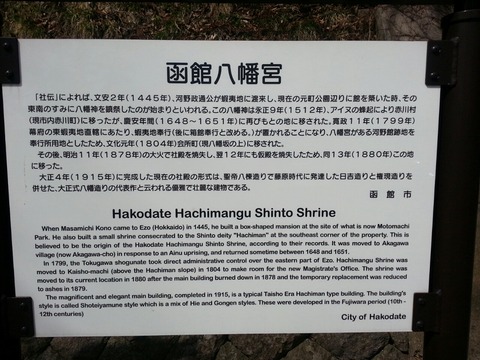 函館八幡宮
「社伝」によれば、文安2年(1445年)、河野政通公が蝦夷地に渡来し、現在の元町公園辺りに館を築いた時、その
東南のすみに八幡神を鎮祭したのが始まりといわれる。この八幡は永正9年(1512年)、アイヌの蜂起により赤川村
(現市内赤川町)に移ったが、慶安年間(1648~1651年)に再びもとの地に移された。寛政11年(1799年)
幕府の東蝦夷地直轄にあたり、蝦夷地奉行(後に箱館奉行と改める。)が置かれることになり、八幡宮がある河野館跡地を
奉行所用地としたため、文化元年(1804年)会所町(現八幡坂の上)に移された。
その後、明治11年(1878年)の大火で社殿を焼失し、翌12年にも仮殿を焼失したため、同13年(1880年)この地
に移った。
大正4年(1915年)に完成した現在の社殿の形式は、聖帝八棟造りで藤原時代に発達した日吉造りと権現造りを
併せた、大正式八幡造りの代表作と云われる優雅で壮麗な建物である。
函館市
Hakodate Hachimangu Shinto Shrine
When Masamichi Kono came to Ezo (Hokkaido) in 1445, he built a box-shaped mansion at the site of what is now Motomachi
Park. He also built a small shrine consecrated to the Shinto deity "Hachiman" at the southeast corner of the property. This is
believed to be the origin of the Hakodate Hachimangu Shinto Shrine, according to their records. It was moved to Akagawa
village (now Akagawa-cho) in response to an Ainu uprising, and returned sometime between 1648 and 1651.
In 1799, the Tokugawa shogunate took direct administrative control over the eastern part of Ezo. Hachimangu Shrine was
moved to Kaisho-machi (above the Hachiman slope) in 1804 to make room for the new Magistrate's Office. The shrine was
moved to its current location in 1880 after the main building burned down in 1878 and the temporary replacement was reduced
to ashes in 1879.
The magnificent and elegant main building, completed in 1915, is a typical Taisho Era Hachiman type building. The building's
style is called Shoteiyamune style which is a mix of Hie and Gongen styles. These were developed in the Fujiwara period (10th -
12th centuries)
City of Hakodate